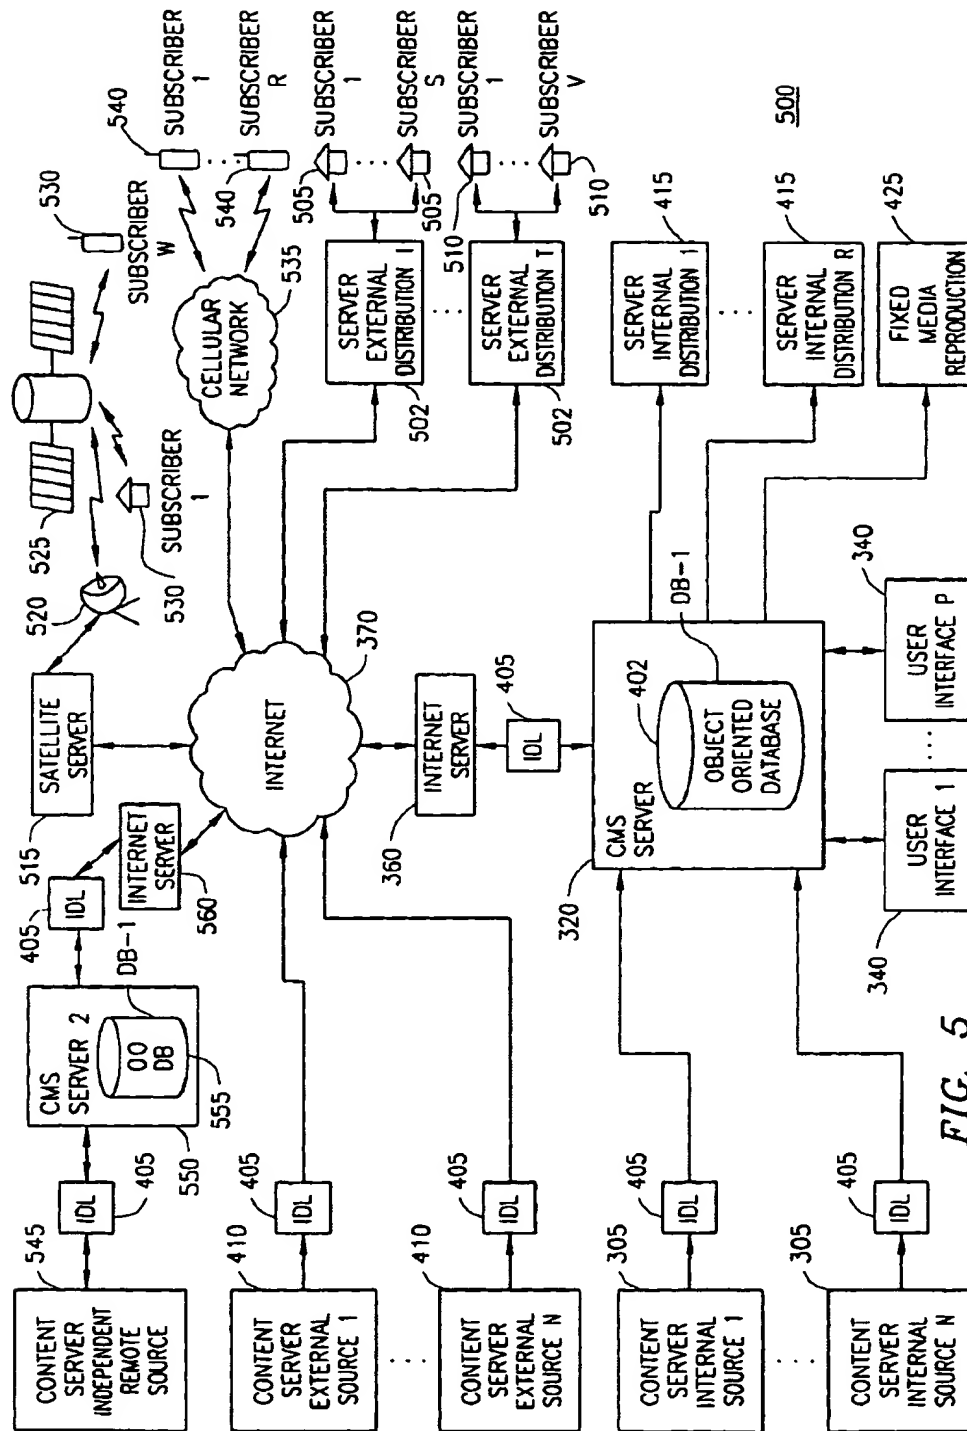 545
CONTENT
SERVER
INDEPENDENT
REMOTE
SOURCE
IDL
405
CMS
SERVER 2
OO
DB
DB-1
550
555
405
IDL
INTERNET
SERVER
560
515
SATELLITE
SERVER
520
525
530
SUBSCRIBER
1
SUBSCRIBER
W
530
540
SUBSCRIBER
1
540
SUBSCRIBER
R
CELLULAR
NETWORK
535
505
SUBSCRIBER
1
505
SUBSCRIBER
S
510
SUBSCRIBER
1
510
SUBSCRIBER
V
410
CONTENT
SERVER
EXTERNAL
SOURCE 1
IDL
405
410
CONTENT
SERVER
EXTERNAL
SOURCE N
IDL
405
INTERNET
370
SERVER
EXTERNAL
DISTRIBUTION I
502
SERVER
EXTERNAL
DISTRIBUTION T
502
INTERNET
SERVER
360
IDL
405
305
CONTENT
SERVER
INTERNAL
SOURCE 1
IDL
405
305
CONTENT
SERVER
INTERNAL
SOURCE N
IDL
405
320
CMS
SERVER
402
OBJECT
ORIENTED
DATABASE
DB-1
SERVER
INTERNAL
DISTRIBUTION 1
415
SERVER
INTERNAL
DISTRIBUTION R
415
FIXED
MEDIA
REPRODUCTION
425
USER
INTERFACE 1
340
USER
INTERFACE P
340
500
FIG. 5